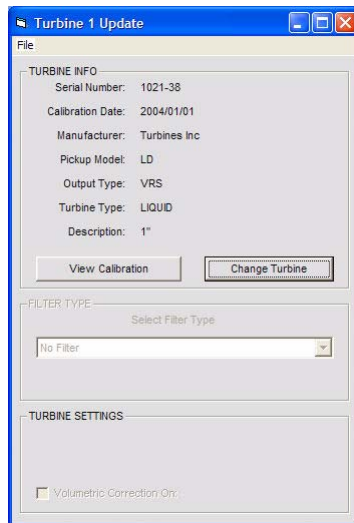 Turbine 1 Update
File
TURBINE INFO
Serial Number: 1021-38
Calibration Date: 2004/01/01
Manufacturer: Turbines Inc
Pickup Model: LD
Output Type: VRS
Turbine Type: LIQUID
Description: 1"
View Calibration Change Turbine
FILTER TYPE
Select Filter Type
No Filter
TURBINE SETTINGS
Volumetric Correction On: